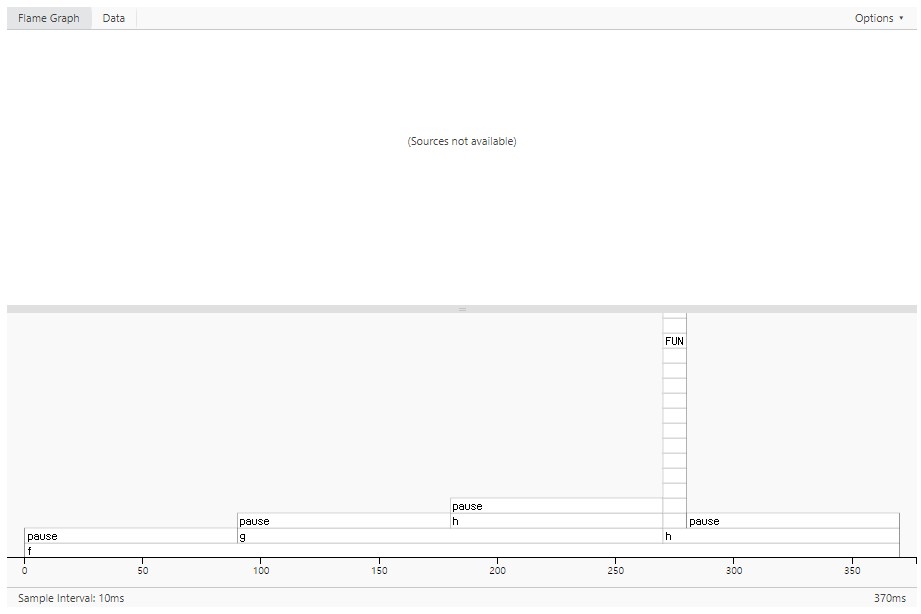 Flame Graph Data Options ▾
(Sources not available)
FUN
pause
pause h pause
pause g h
f
0 50 100 150 200 250 300 350
Sample Interval: 10ms 370ms